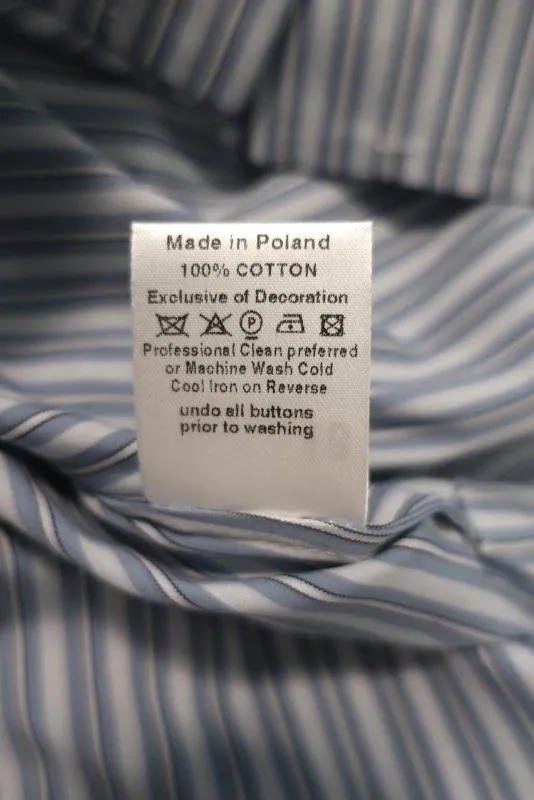 Made in Poland
100% COTTON
Exclusive of Decoration
P
Professional Clean preferred
or Machine Wash Cold
Cool Iron on Reverse
undo all buttons
prior to washing